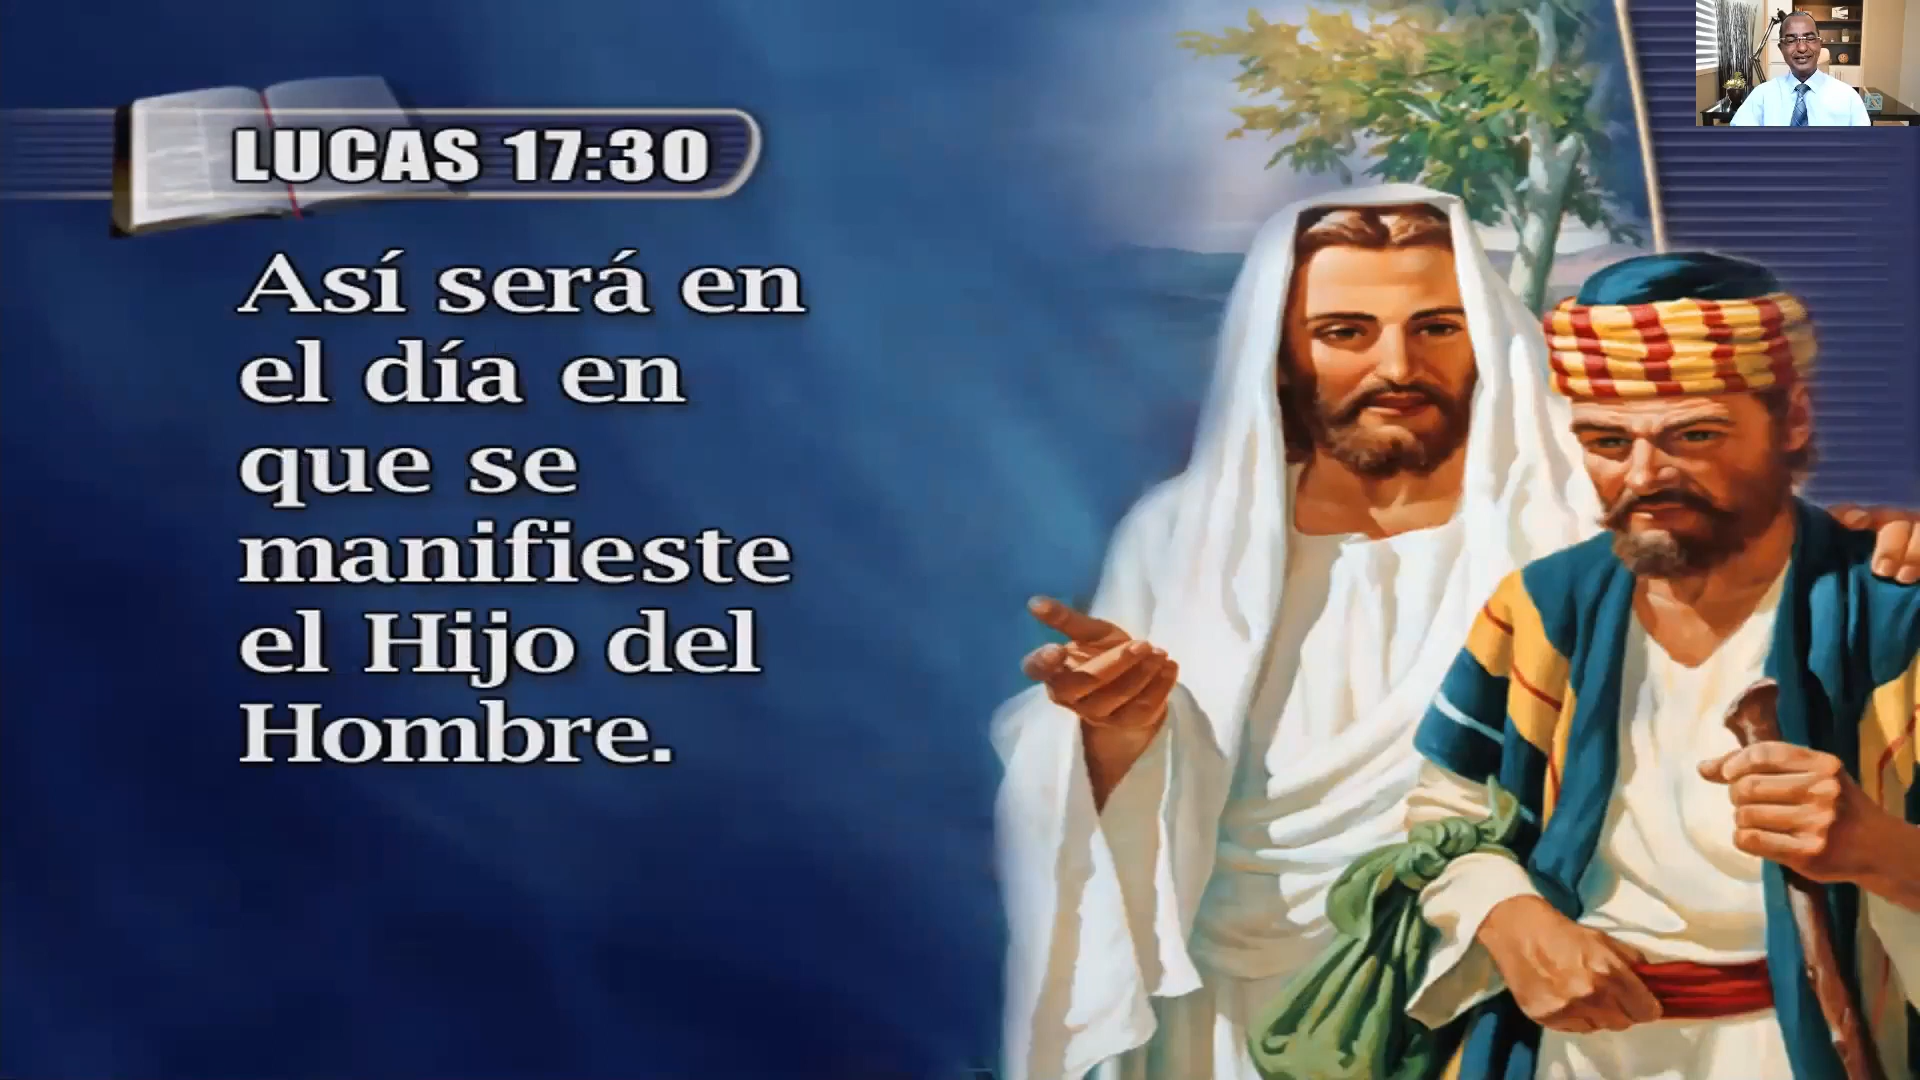 LUCAS 17:30
Así será en
el día en
que se
manifieste
el Hijo del
Hombre.